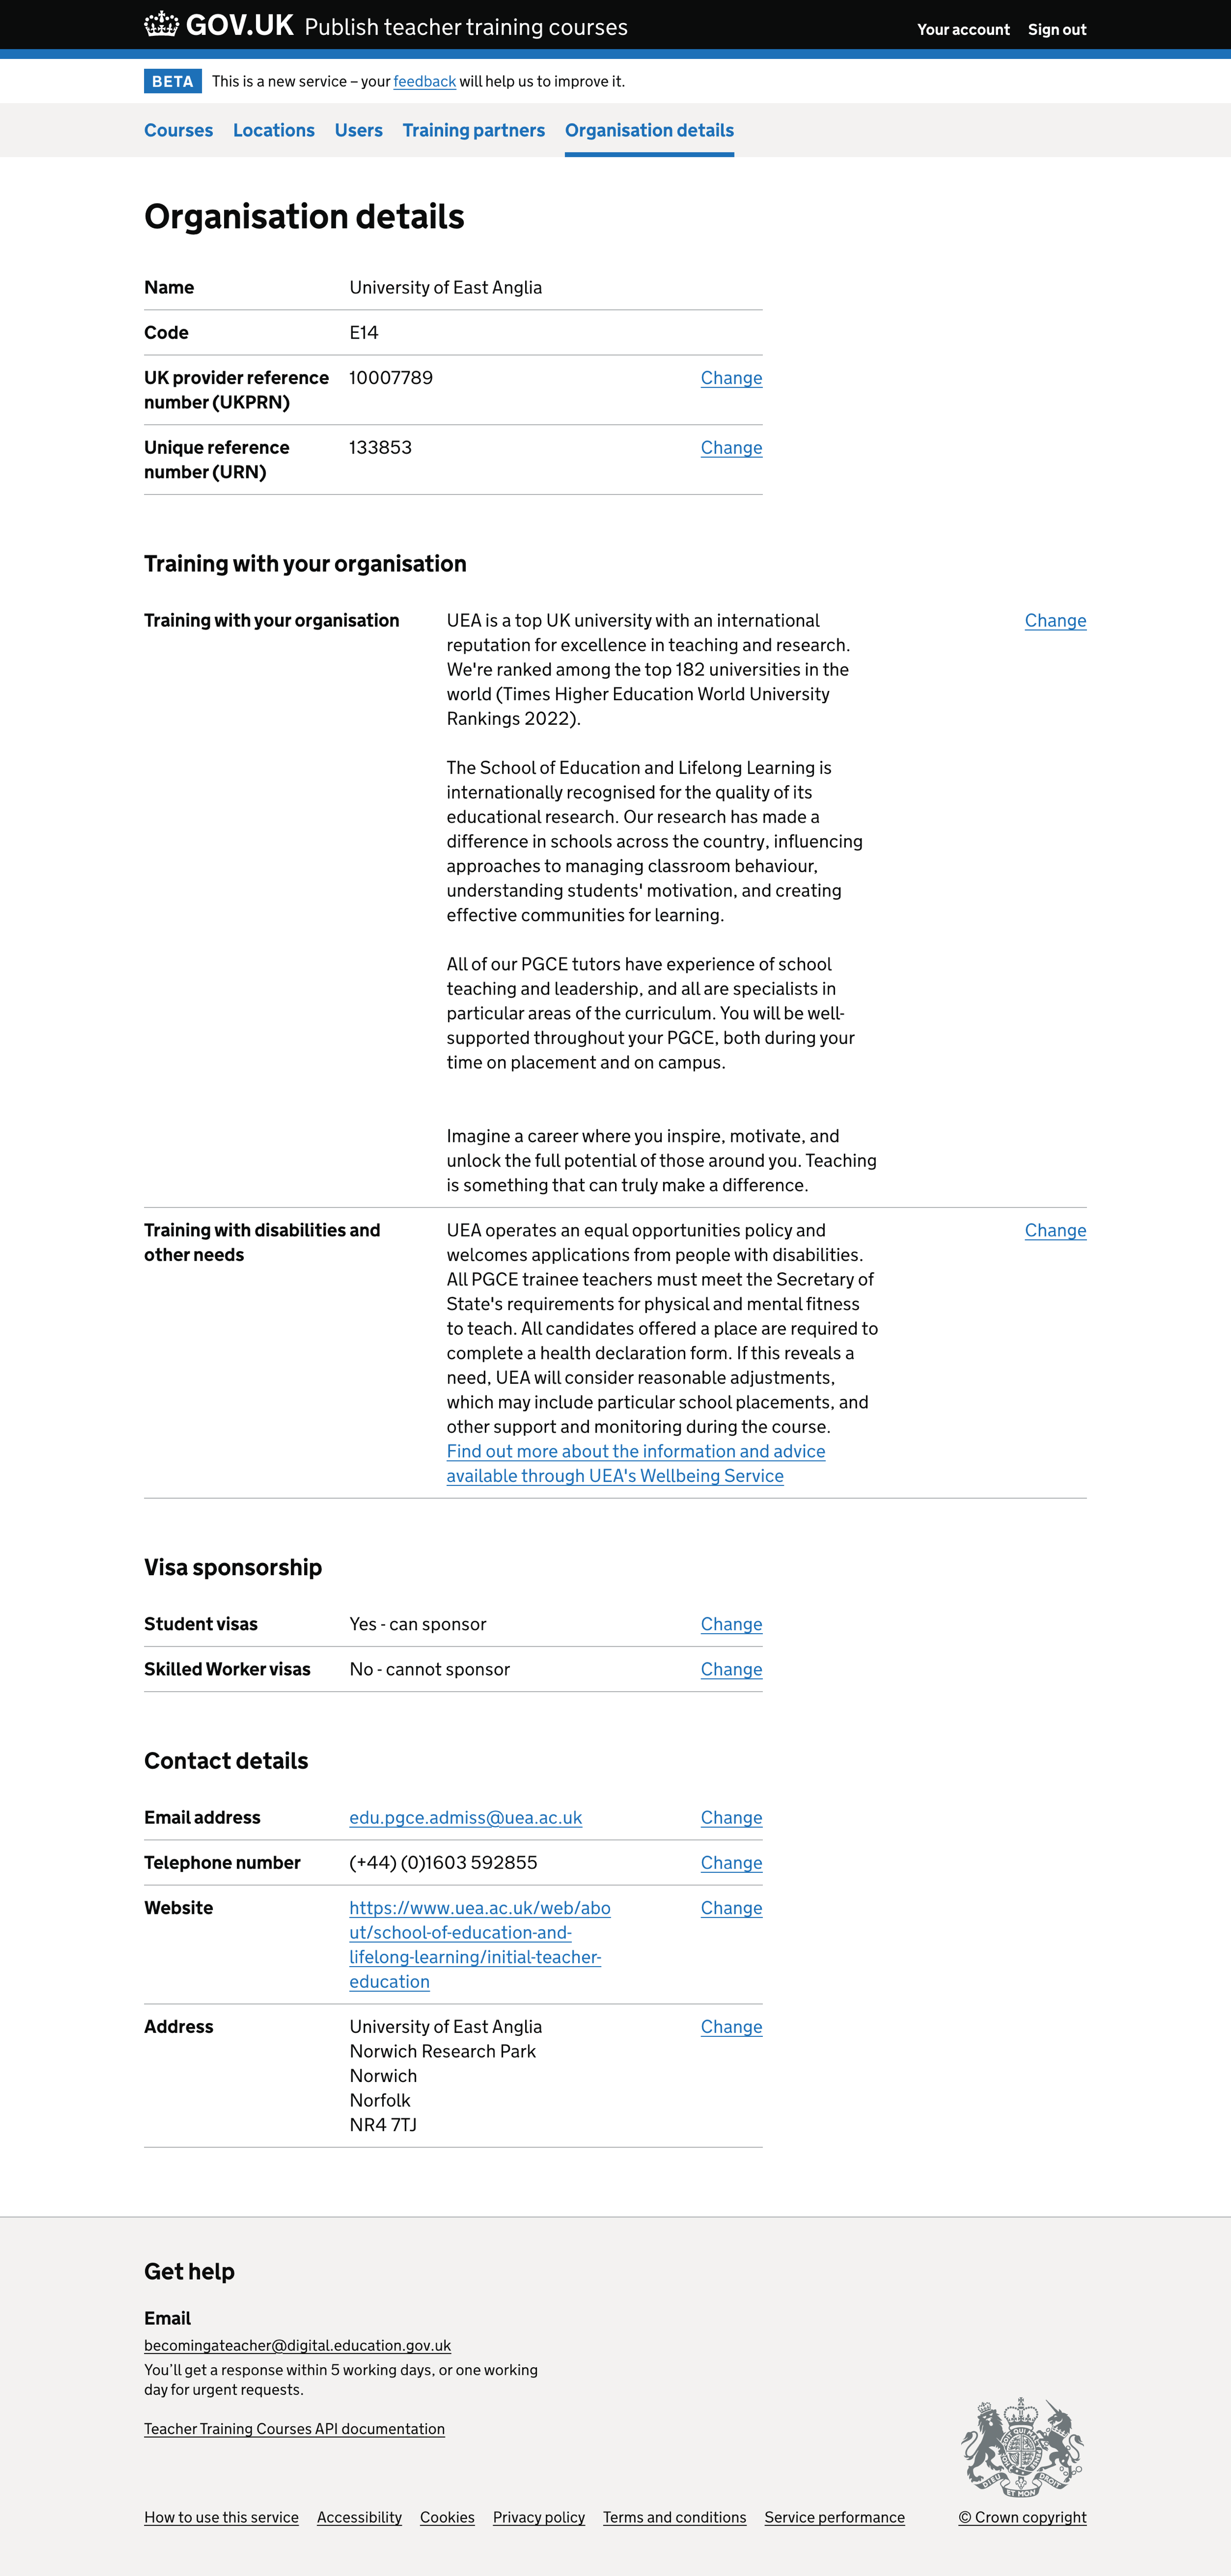 GOV.UK Publish teacher training courses Your account Sign out
BETA This is a new service – your feedback will help us to improve it.
Courses Locations Users Training partners Organisation details
Organisation details
Name University of East Anglia
Code E14
UK provider reference 10007789 Change
number (UKPRN)
Unique reference 133853 Change
number (URN)
Training with your organisation
Training with your organisation UEA is a top UK university with an international Change
reputation for excellence in teaching and research.
We're ranked among the top 182 universities in the
world (Times Higher Education World University
Rankings 2022).
The School of Education and Lifelong Learning is
internationally recognised for the quality of its
educational research. Our research has made a
difference in schools across the country, influencing
approaches to managing classroom behaviour,
understanding students' motivation, and creating
effective communities for learning.
All of our PGCE tutors have experience of school
teaching and leadership, and all are specialists in
particular areas of the curriculum. You will be well-
supported throughout your PGCE, both during your
time on placement and on campus.
Imagine a career where you inspire, motivate, and
unlock the full potential of those around you. Teaching
is something that can truly make a difference.
Training with disabilities and UEA operates an equal opportunities policy and Change
other needs welcomes applications from people with disabilities.
All PGCE trainee teachers must meet the Secretary of
State's requirements for physical and mental fitness
to teach. All candidates offered a place are required to
complete a health declaration form. If this reveals a
need, UEA will consider reasonable adjustments,
which may include particular school placements, and
other support and monitoring during the course.
Find out more about the information and advice
available through UEA's Wellbeing Service
Visa sponsorship
Student visas Yes - can sponsor Change
Skilled Worker visas No - cannot sponsor Change
Contact details
Email address edu.pgce.admiss@uea.ac.uk Change
Telephone number (+44) (0)1603 592855 Change
Website https://www.uea.ac.uk/web/abo Change
ut/school-of-education-and-
lifelong-learning/initial-teacher-
education
Address University of East Anglia Change
Norwich Research Park
Norwich
Norfolk
NR4 7TJ
Get help
Email
becomingateacher@digital.education.gov.uk
You'll get a response within 5 working days, or one working
day for urgent requests.
Teacher Training Courses API documentation
DIEU ET MON DROIT
How to use this service Accessibility Cookies Privacy policy Terms and conditions Service performance © Crown copyright